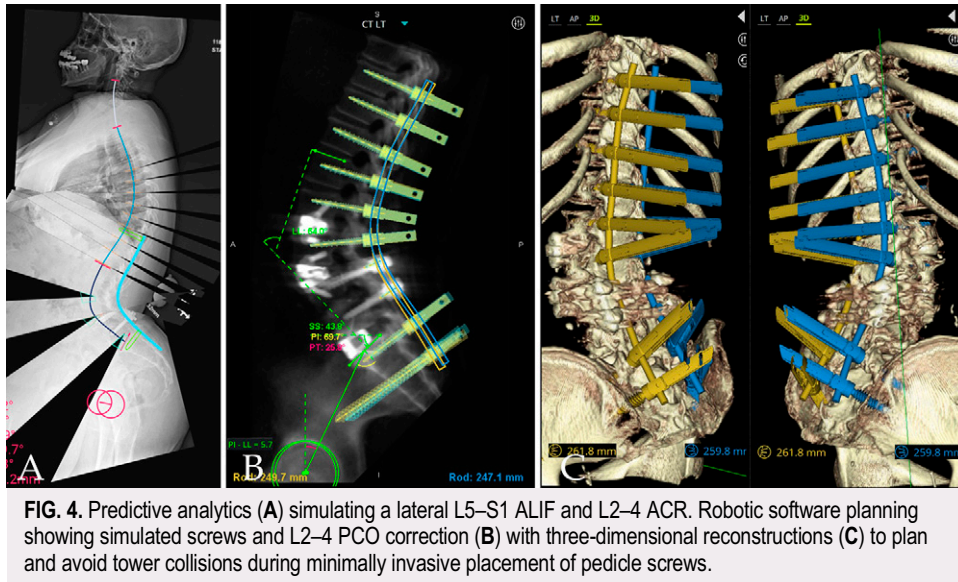 A
CT LT
S
A
P
LL : 64.0°
SS: 43.9°
PI: 69.7°
PT: 25.8°
PI - LL = 5.7
B
Rod: 249.7 mm
Rod: 247.1 mm
I
LT AP 3D
LT AP 3D
C
261.8 mm
259.8 mm
261.8 mm
259.8 mm
FIG. 4. Predictive analytics (A) simulating a lateral L5–S1 ALIF and L2–4 ACR. Robotic software planning
showing simulated screws and L2–4 PCO correction (B) with three-dimensional reconstructions (C) to plan
and avoid tower collisions during minimally invasive placement of pedicle screws.